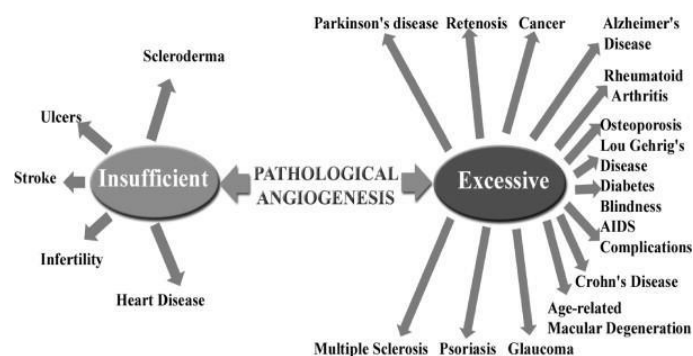 Scleroderma
Ulcers
Stroke
Infertility
Heart Disease
Insufficient
PATHOLOGICAL
ANGIOGENESIS
Excessive
Parkinson's disease
Retenosis
Cancer
Alzheimer's
Disease
Rheumatoid
Arthritis
Osteoporosis
Lou Gehrig's
Disease
Diabetes
Blindness
AIDS
Complications
Crohn's Disease
Age-related
Macular Degeneration
Glaucoma
Psoriasis
Multiple Sclerosis